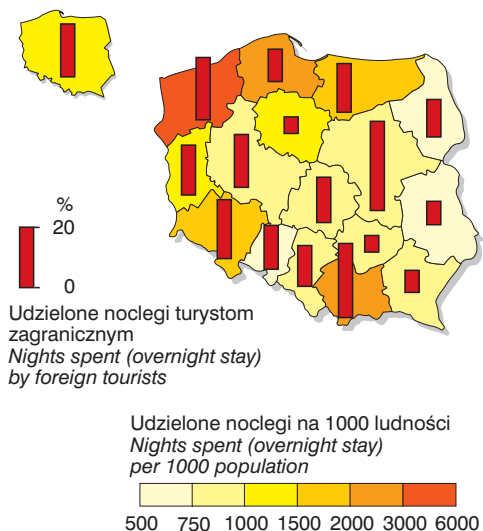 %
20
0
Udzielone noclegi turystom
zagranicznym
Nights spent (overnight stay)
by foreign tourists
Udzielone noclegi na 1000 ludności
Nights spent (overnight stay)
per 1000 population
500 750 1000 1500 2000 3000 6000